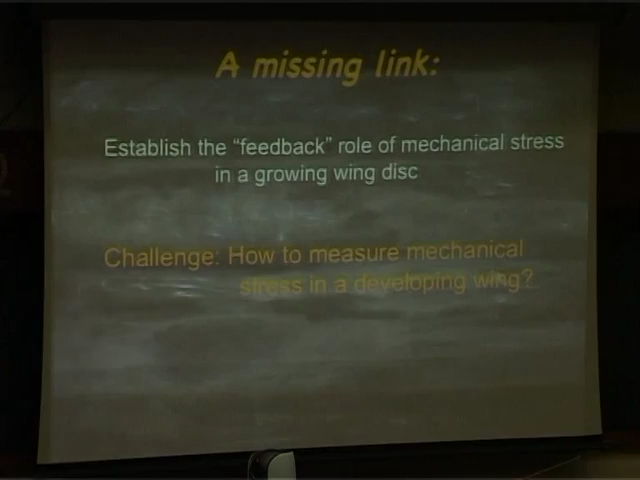 A missing link:
Establish the “feedback” role of mechanical stress
in a growing wing disc
Challenge: How to measure mechanical
stress in a developing wing?